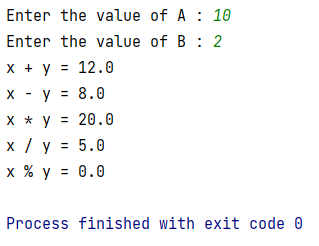 Enter the value of A : 10
Enter the value of B : 2
x + y = 12.0
x - y = 8.0
x * y = 20.0
x / y = 5.0
x % y = 0.0
Process finished with exit code 0